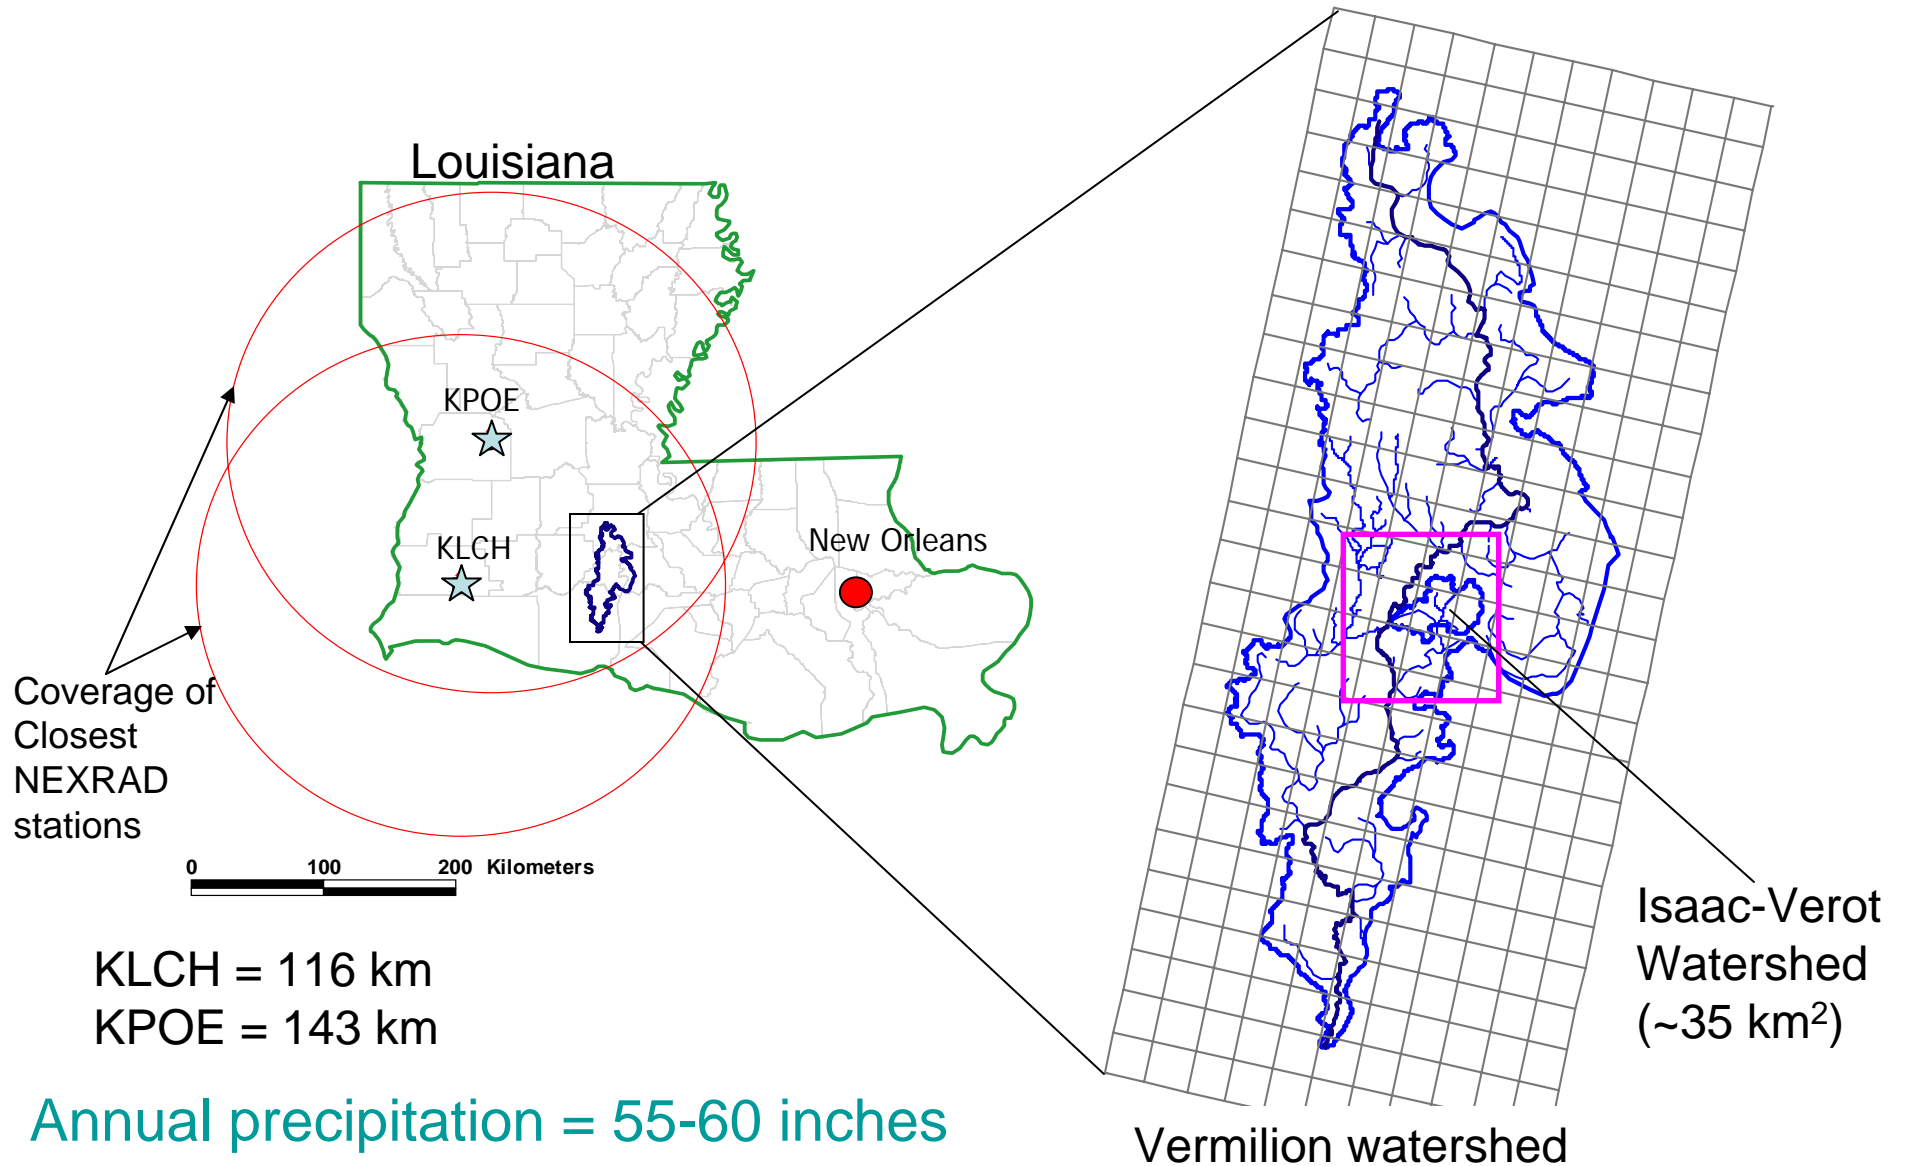 Louisiana
KPOE
KLCH
New Orleans
Coverage of
Closest
NEXRAD
stations
0 100 200 Kilometers
KLCH = 116 km
KPOE = 143 km
Annual precipitation = 55-60 inches
Isaac-Verot
Watershed
(~35 km²)
Vermilion watershed